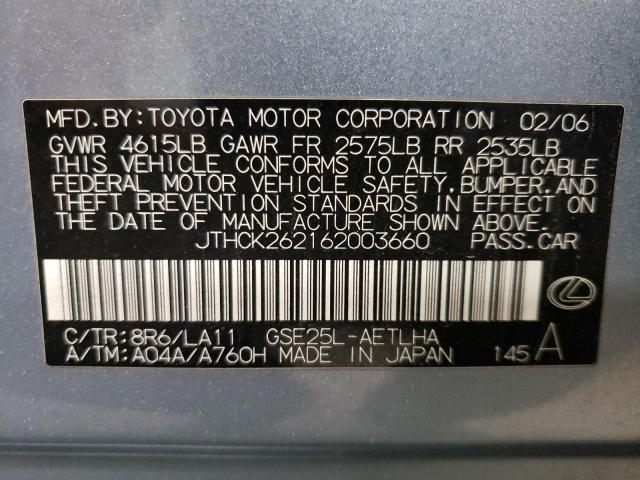 MFD.BY:TOYOTA MOTOR CORPORATION 02/06
GVWR 4615LB GAWR FR 2575LB RR 2535LB
THIS VEHICLE CONFORMS TO ALL APPLICABLE
FEDERAL MOTOR VEHICLE SAFETY.BUMPER.AND
THEFT PREVENTION STANDARDS IN EFFECT ON
THE DATE OF MANUFACTURE SHOWN ABOVE
JTHCK262162003660 PASS.CAR
C/TR:8R6/LA11 GSE25L-AETLHA
A/TM:A04A/A760H MADE IN JAPAN 145 A